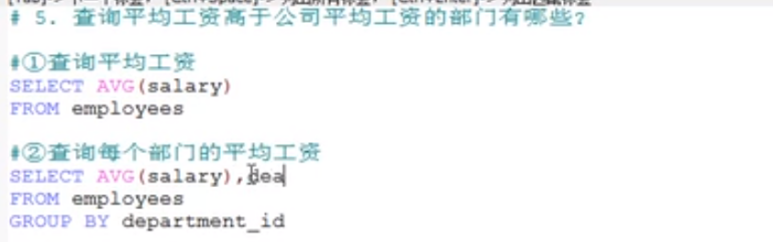 # 5. 查询平均工资高于公司平均工资的部门有哪些?
#①查询平均工资
SELECT AVG(salary)
FROM employees
#②查询每个部门的平均工资
SELECT AVG(salary),dea
FROM employees
GROUP BY department_id